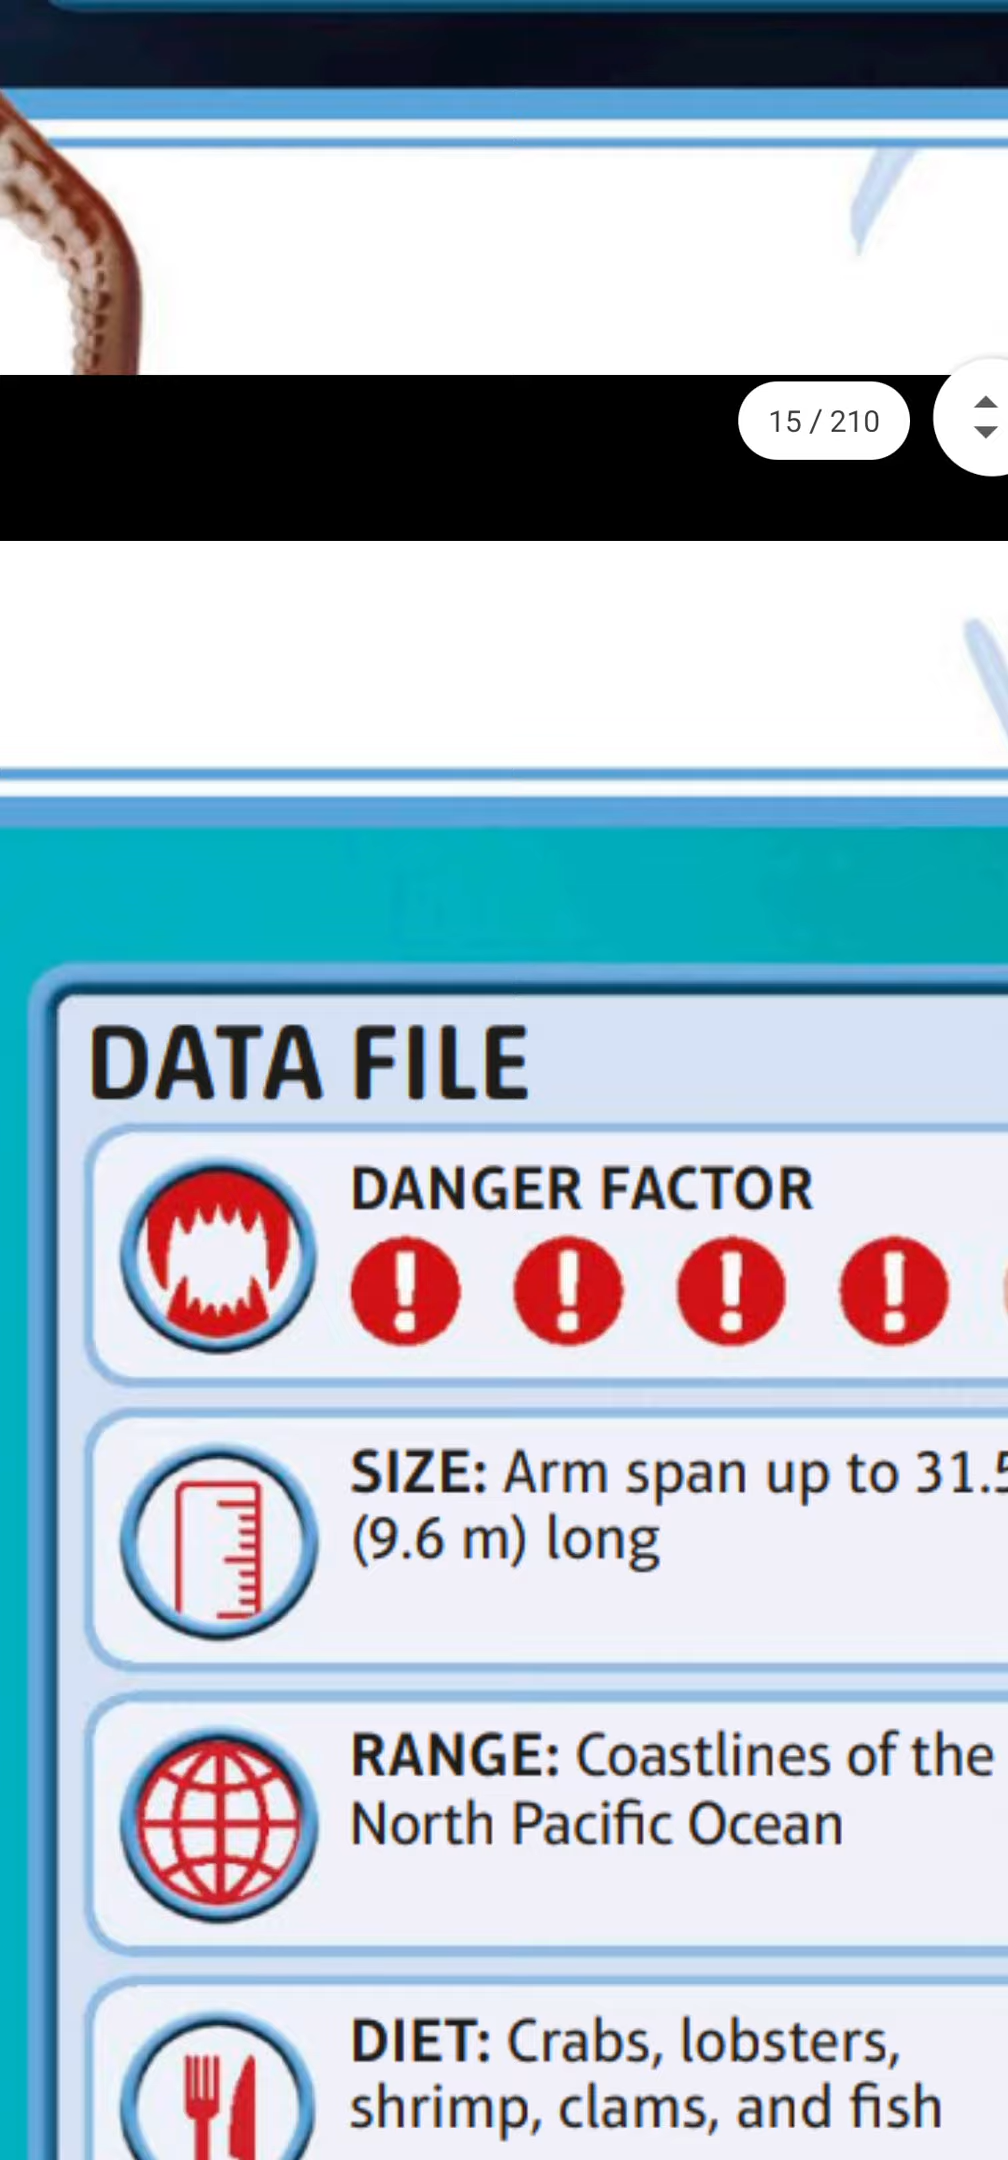 15 / 210
DATA FILE
DANGER FACTOR
! ! ! !
SIZE: Arm span up to 31.5
(9.6 m) long
RANGE: Coastlines of the
North Pacific Ocean
DIET: Crabs, lobsters,
shrimp, clams, and fish